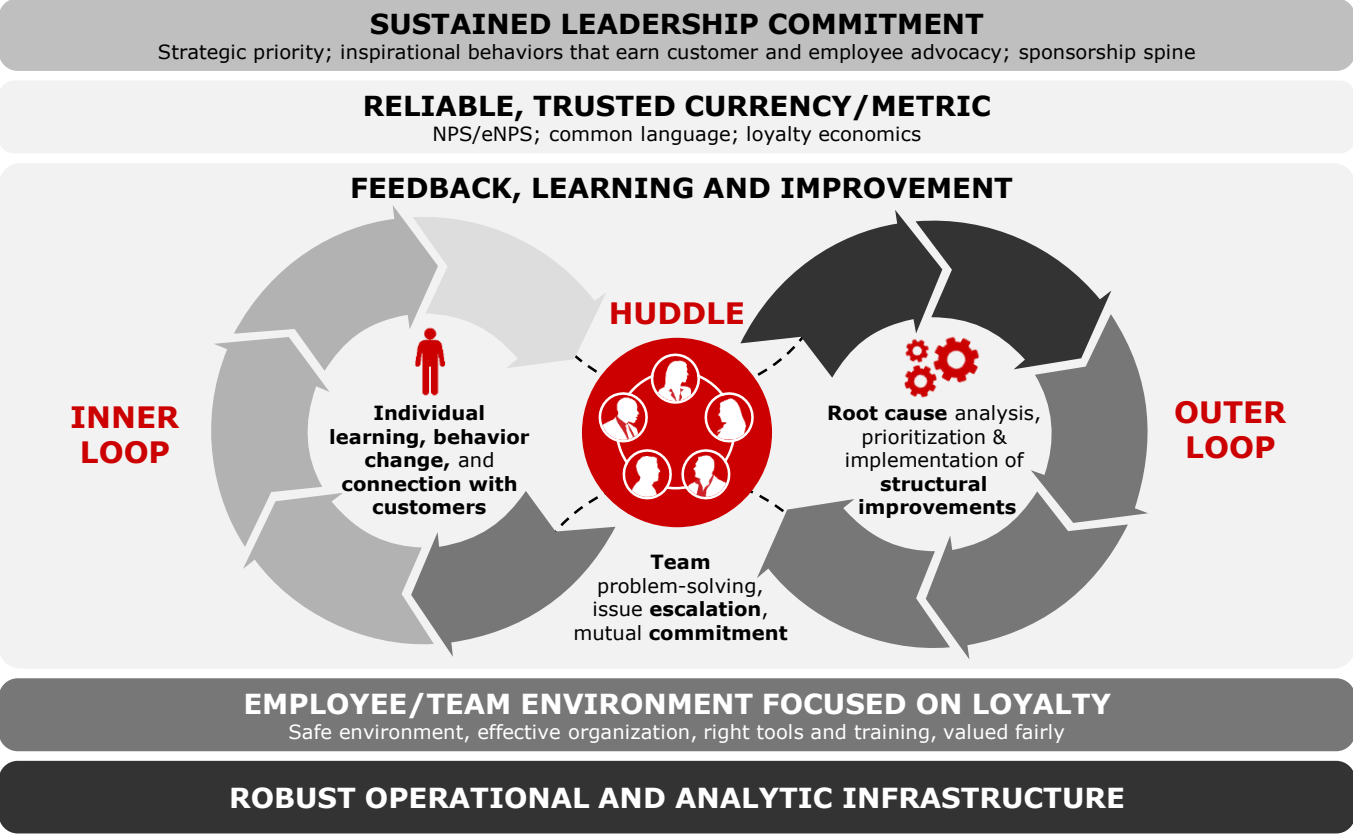 SUSTAINED LEADERSHIP COMMITMENT
Strategic priority; inspirational behaviors that earn customer and employee advocacy; sponsorship spine
RELIABLE, TRUSTED CURRENCY/METRIC
NPS/eNPS; common language; loyalty economics
FEEDBACK, LEARNING AND IMPROVEMENT
INNER
LOOP
Individual
learning, behavior
change, and
connection with
customers
HUDDLE
Team
problem-solving,
issue escalation,
mutual commitment
Root cause analysis,
prioritization &
implementation of
structural
improvements
OUTER
LOOP
EMPLOYEE/TEAM ENVIRONMENT FOCUSED ON LOYALTY
Safe environment, effective organization, right tools and training, valued fairly
ROBUST OPERATIONAL AND ANALYTIC INFRASTRUCTURE